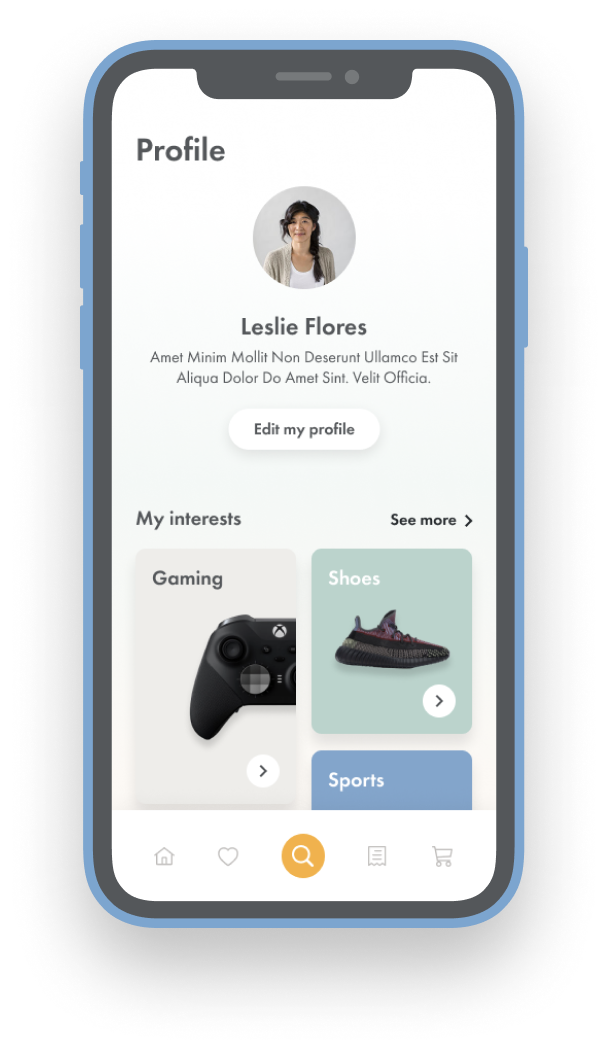 Profile
Leslie Flores
Amet Minim Mollit Non Deserunt Ullamco Est Sit
Aliqua Dolor Do Amet Sint. Velit Officia.
Edit my profile
My interests
See more
Gaming
Shoes
Sports